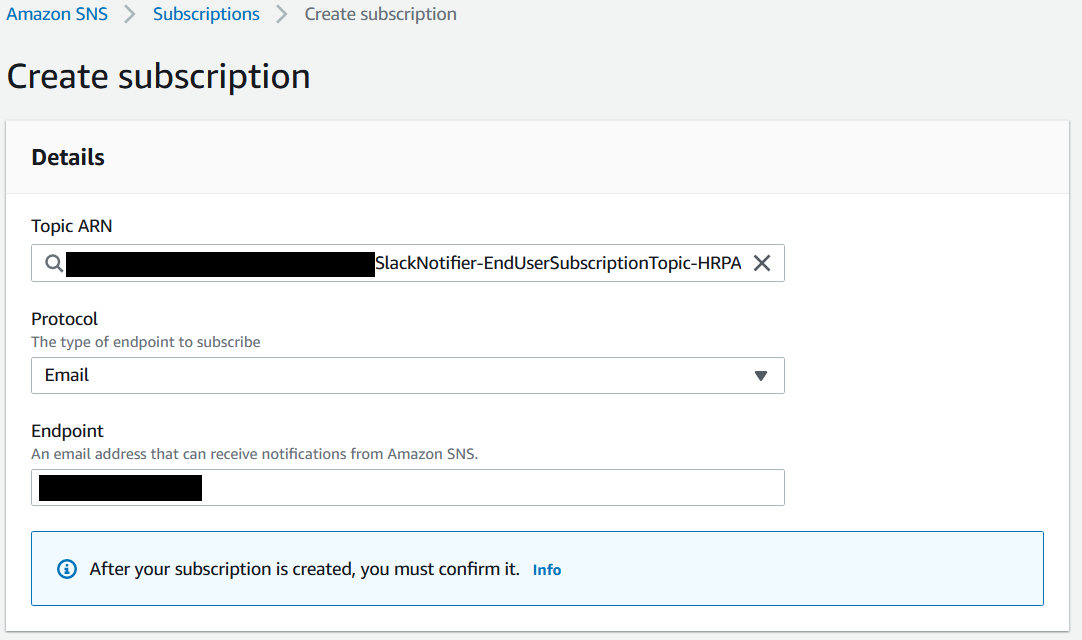 Amazon SNS > Subscriptions > Create subscription
Create subscription
Details
Topic ARN
SlackNotifier-EndUserSubscriptionTopic-HRPA
Protocol
The type of endpoint to subscribe
Email
Endpoint
An email address that can receive notifications from Amazon SNS.
After your subscription is created, you must confirm it. Info